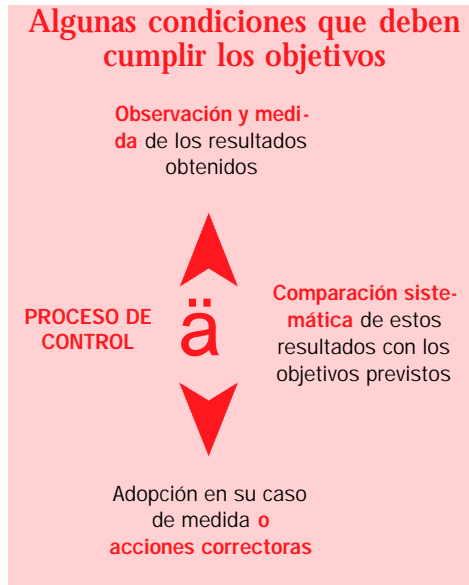 Algunas condiciones que deben
cumplir los objetivos
Observación y medi-
da de los resultados
obtenidos
PROCESO DE
CONTROL
ä
Comparación siste-
mática de estos
resultados con los
objetivos previstos
Adopción en su caso
de medida o
acciones correctoras